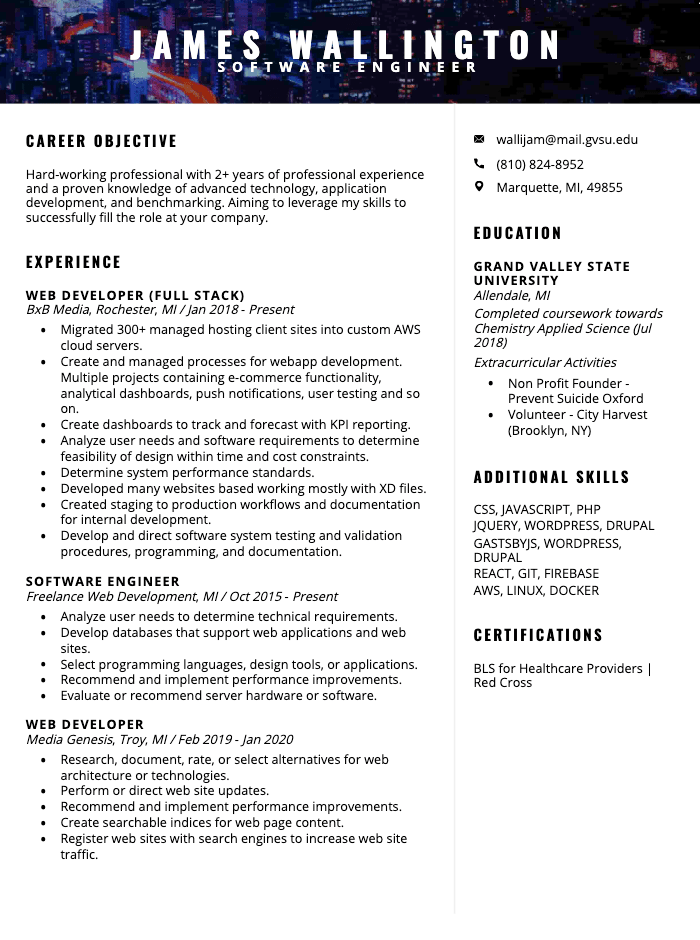 JAMES WALLINGTON
SOFTWARE ENGINEER
CAREER OBJECTIVE
Hard-working professional with 2+ years of professional experience
and a proven knowledge of advanced technology, application
development, and benchmarking. Aiming to leverage my skills to
successfully fill the role at your company.
EXPERIENCE
WEB DEVELOPER (FULL STACK)
BxB Media, Rochester, MI / Jan 2018 - Present
• Migrated 300+ managed hosting client sites into custom AWS
cloud servers.
• Create and managed processes for webapp development.
Multiple projects containing e-commerce functionality,
analytical dashboards, push notifications, user testing and so
on.
• Create dashboards to track and forecast with KPI reporting.
• Analyze user needs and software requirements to determine
feasibility of design within time and cost constraints.
• Determine system performance standards.
• Developed many websites based working mostly with XD files.
• Created staging to production workflows and documentation
for internal development.
• Develop and direct software system testing and validation
procedures, programming, and documentation.
SOFTWARE ENGINEER
Freelance Web Development, MI / Oct 2015 - Present
• Analyze user needs to determine technical requirements.
• Develop databases that support web applications and web
sites.
• Select programming languages, design tools, or applications.
• Recommend and implement performance improvements.
• Evaluate or recommend server hardware or software.
WEB DEVELOPER
Media Genesis, Troy, MI / Feb 2019 - Jan 2020
• Research, document, rate, or select alternatives for web
architecture or technologies.
• Perform or direct web site updates.
• Recommend and implement performance improvements.
• Create searchable indices for web page content.
• Register web sites with search engines to increase web site
traffic.
wallijam@mail.gvsu.edu
(810) 824-8952
Marquette, MI, 49855
EDUCATION
GRAND VALLEY STATE
UNIVERSITY
Allendale, MI
Completed coursework towards
Chemistry Applied Science (Jul
2018)
Extracurricular Activities
• Non Profit Founder -
Prevent Suicide Oxford
• Volunteer - City Harvest
(Brooklyn, NY)
ADDITIONAL SKILLS
CSS, JAVASCRIPT, PHP
JQUERY, WORDPRESS, DRUPAL
GASTSBYJS, WORDPRESS,
DRUPAL
REACT, GIT, FIREBASE
AWS, LINUX, DOCKER
CERTIFICATIONS
BLS for Healthcare Providers |
Red Cross